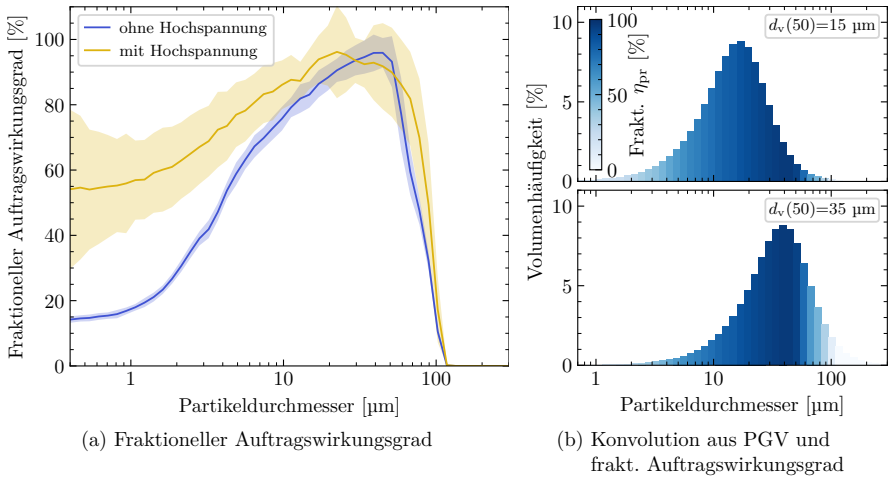 Fraktioneller Auftragswirkungsgrad [%]
100
80
60
40
20
0
ohne Hochspannung
mit Hochspannung
1
10
100
Partikeldurchmesser [µm]
(a) Fraktioneller Auftragswirkungsgrad
Volumenhäufigkeit [%]
10
5
0
100
50
0
Frakt. ηpr [%]
dv(50)=15 µm
10
5
0
dv(50)=35 µm
1
10
100
Partikeldurchmesser [µm]
(b) Konvolution aus PGV und
frakt. Auftragswirkungsgrad